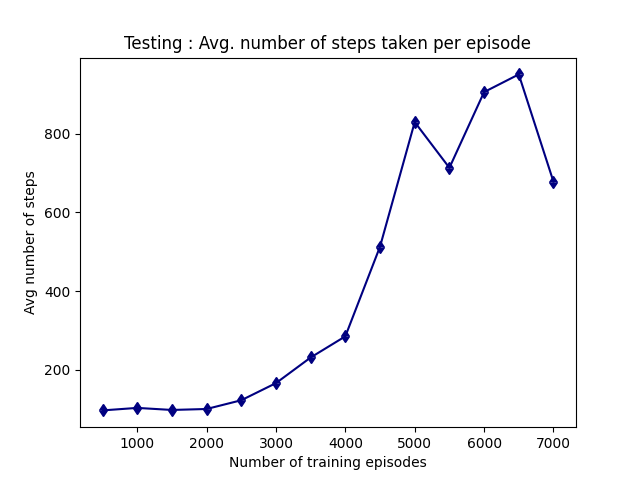 Testing : Avg. number of steps taken per episode
Avg number of steps
800
600
400
200
1000 2000 3000 4000 5000 6000 7000
Number of training episodes